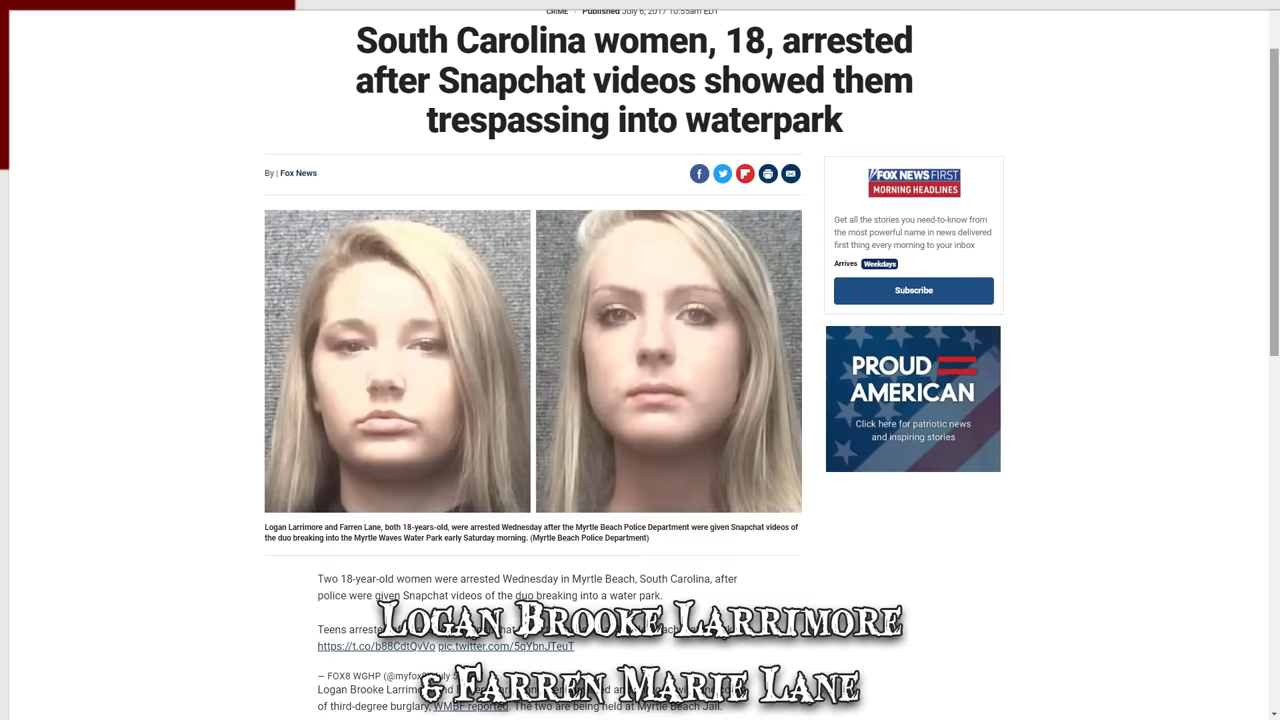 CRIME Published July 6, 2017 10:55am EDT
South Carolina women, 18, arrested
after Snapchat videos showed them
trespassing into waterpark
By | Fox News
FOX NEWS FIRST
MORNING HEADLINES
Get all the stories you need-to-know from
the most powerful name in news delivered
first thing every morning to your inbox
Arrives Weekdays
Subscribe
PROUD
AMERICAN
Click here for patriotic news
and inspiring stories
Logan Larrimore and Farren Lane, both 18-years-old, were arrested Wednesday after the Myrtle Beach Police Department were given Snapchat videos of
the duo breaking into the Myrtle Waves Water Park early Saturday morning. (Myrtle Beach Police Department)
Two 18-year-old women were arrested Wednesday in Myrtle Beach, South Carolina, after
police were given Snapchat videos of the duo breaking into a water park.
Teens
https://t.co/b88CdtQvVo pic.twitter.com/5qYbnJTeuT
— FOX8 WGHP
Logan Brooke
of third-degree burglary, WMBF reported. The two are being held at Myrtle Beach Jail.
Logan Brooke Larrimore
& Farren Marie Lane